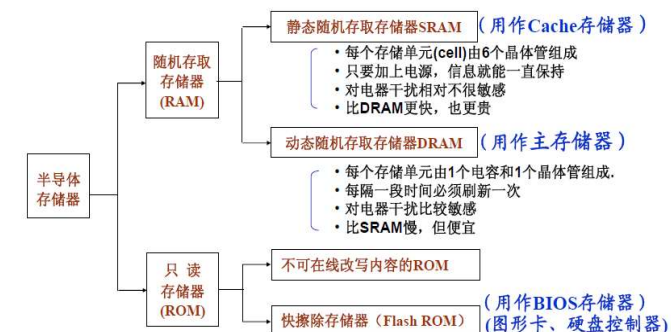 静态随机存取存储器SRAM (用作Cache存储器)
随机存取
存储器
(RAM)
• 每个存储单元(cell)由6个晶体管组成
• 只要加上电源，信息就能一直保持
• 对电器干扰相对不很敏感
• 比DRAM更快，也更贵
动态随机存取存储器DRAM (用作主存储器)
半导体
存储器
• 每个存储单元由1个电容和1个晶体管组成.
• 每隔一段时间必须刷新一次
• 对电器干扰比较敏感
• 比SRAM慢，但便宜
只 读
存储器
(ROM)
不可在线改写内容的ROM
快擦除存储器（Flash ROM）
(用作BIOS存储器)
(图形卡、硬盘控制器)